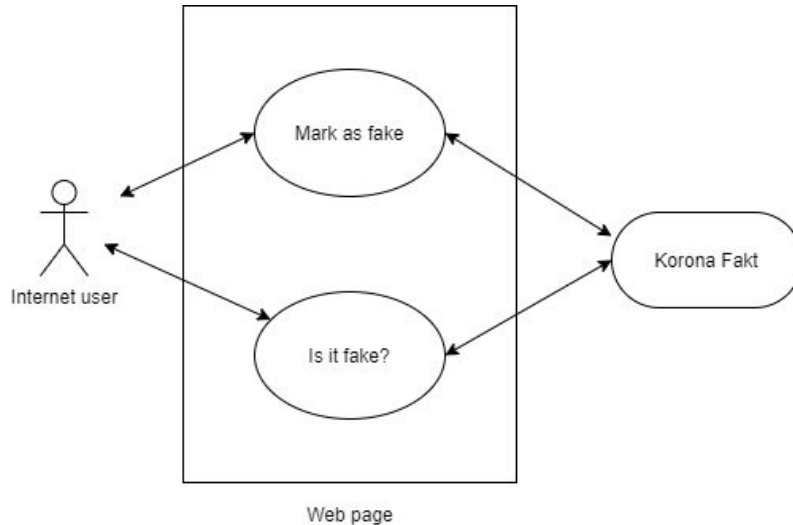 Mark as fake
Internet user
Korona Fakt
Is it fake?
Web page